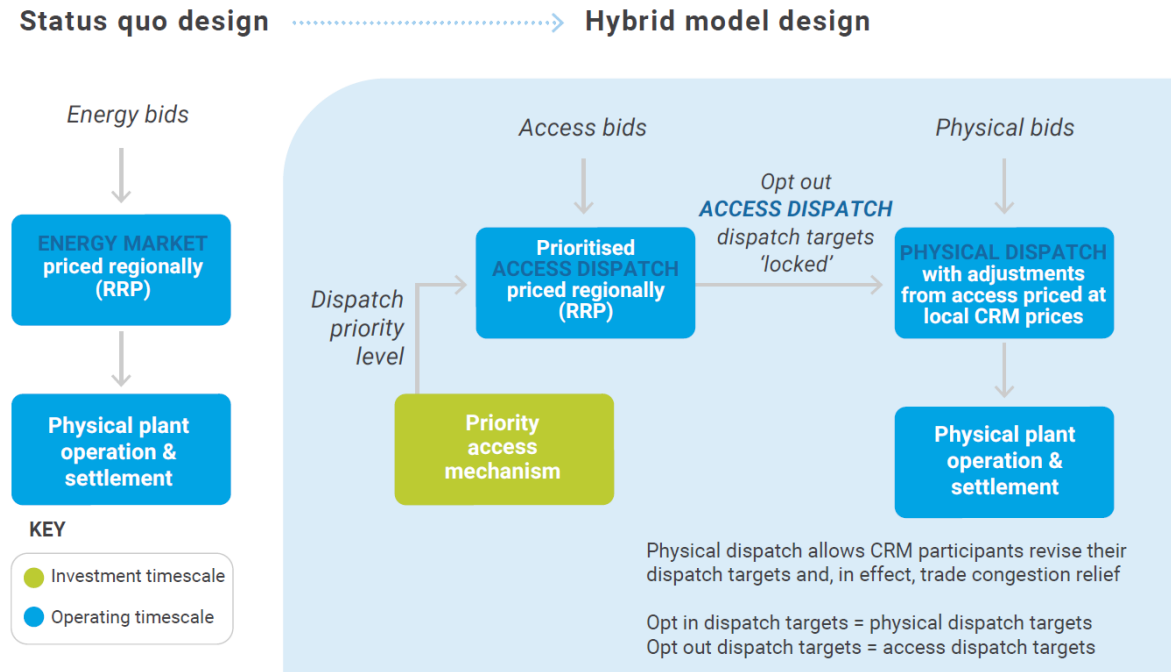 Status quo design
Hybrid model design
Energy bids
ENERGY MARKET
priced regionally
(RRP)
Physical plant
operation &
settlement
KEY
Investment timescale
Operating timescale
Access bids
Prioritised
ACCESS DISPATCH
priced regionally
(RRP)
Dispatch
priority
level
Priority
access
mechanism
Opt out
ACCESS DISPATCH
dispatch targets
‘locked’
Physical bids
PHYSICAL DISPATCH
with adjustments
from access priced at
local CRM prices
Physical plant
operation &
settlement
Physical dispatch allows CRM participants revise their
dispatch targets and, in effect, trade congestion relief
Opt in dispatch targets = physical dispatch targets
Opt out dispatch targets = access dispatch targets